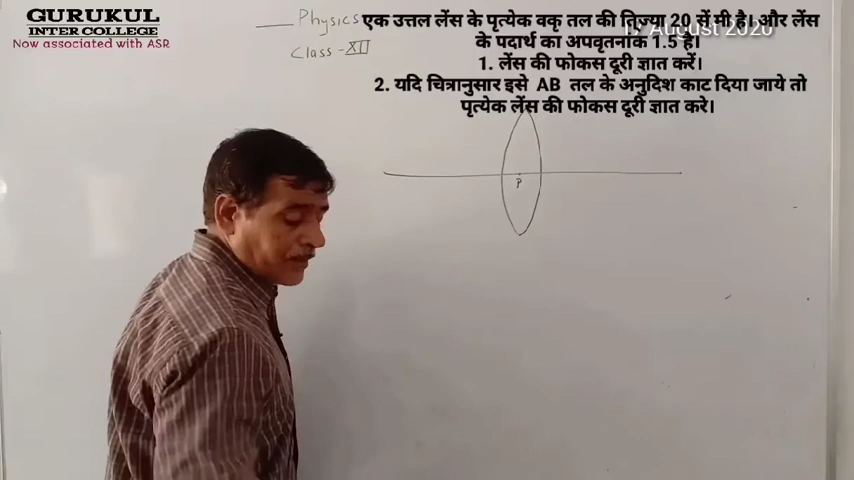 GURUKUL
INTER COLLEGE
Now associated with ASR
Physics
Class - XII
17 August 2020
एक उत्तल लेंस के पृत्येक वकृ तल की तिज्या 20 सें मी है। और लेंस
के पदार्थ का अपवृतनांक 1.5 है।
1. लेंस की फोकस दूरी ज्ञात करें।
2. यदि चित्रानुसार इसे AB तल के अनुदिश काट दिया जाये तो
पृत्येक लेंस की फोकस दूरी ज्ञात करे।
P